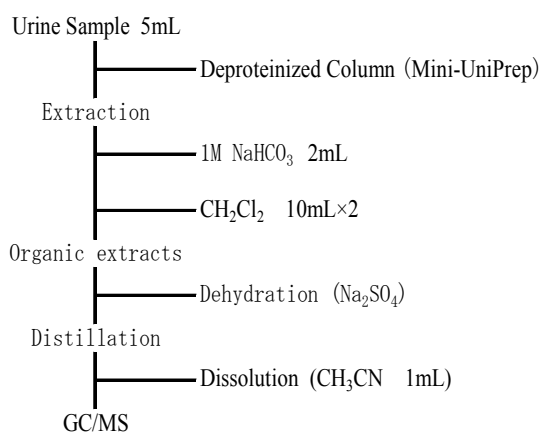 Urine Sample 5mL
Deproteinized Column (Mini-UniPrep)
Extraction
1M NaHCO₃ 2mL
CH₂Cl₂ 10mL×2
Organic extracts
Dehydration (Na₂SO₄)
Distillation
Dissolution (CH₃CN 1mL)
GC/MS